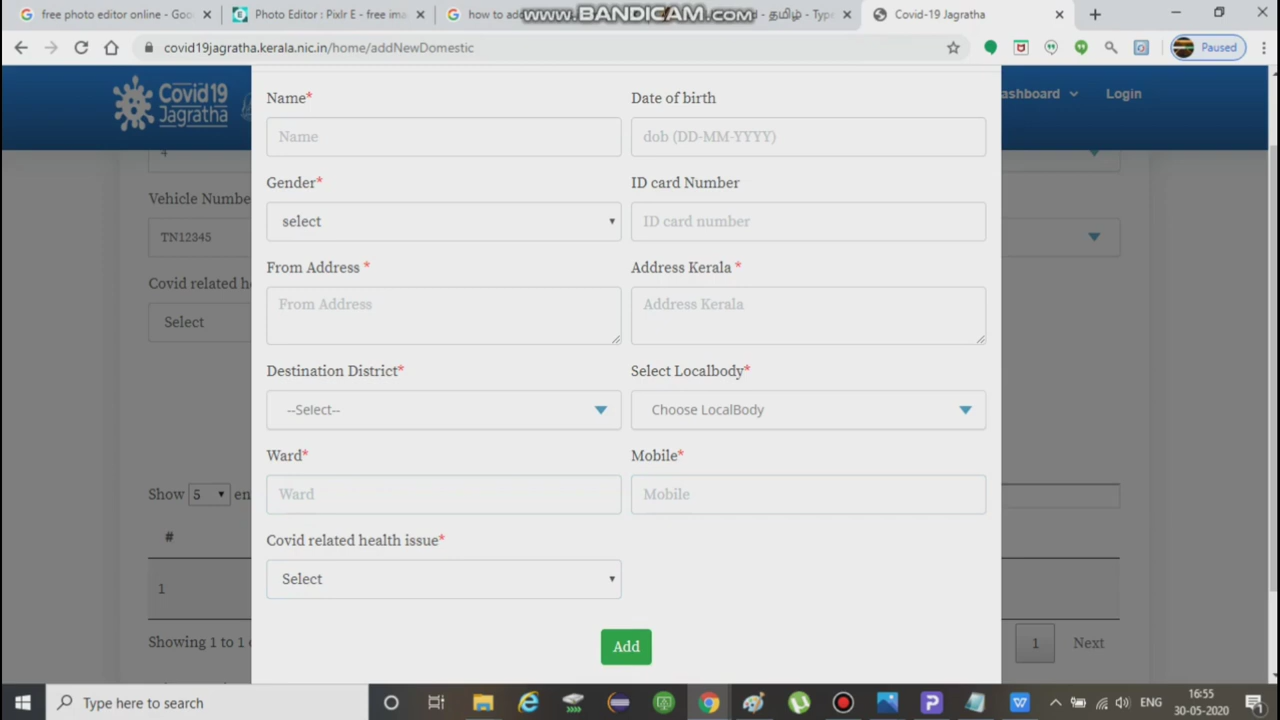 free photo editor online - Goo
Photo Editor : Pixlr E - free ima
how to ad
www.BANDICAM.com
d - தமிழ் - Type
Covid-19 Jagratha
covid19jagratha.kerala.nic.in/home/addNewDomestic
Paused
Covid19
Jagratha
ashboard
Login
Name*
Date of birth
Name
dob (DD-MM-YYYY)
4
Gender*
ID card Number
Vehicle Numbe
select
ID card number
TN12345
From Address *
Address Kerala *
Covid related he
From Address
Address Kerala
Select
Destination District*
Select Localbody*
--Select--
Choose LocalBody
Ward*
Mobile*
Show 5 en
Ward
Mobile
#
Covid related health issue*
Select
1
Showing 1 to 1
Add
1
Next
Type here to search
ENG
16:55
30-05-2020
1